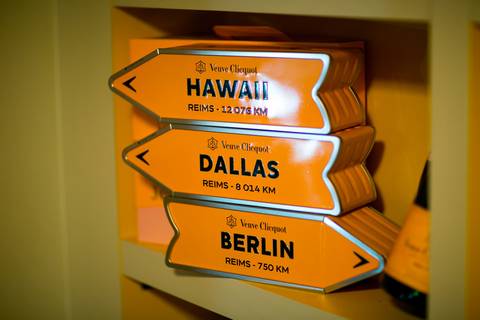 Veuve Clicquot
HAWAII
REIMS - 12 076 KM
Veuve Clicquot
DALLAS
REIMS - 8 014 KM
Veuve Clicquot
BERLIN
REIMS - 750 KM